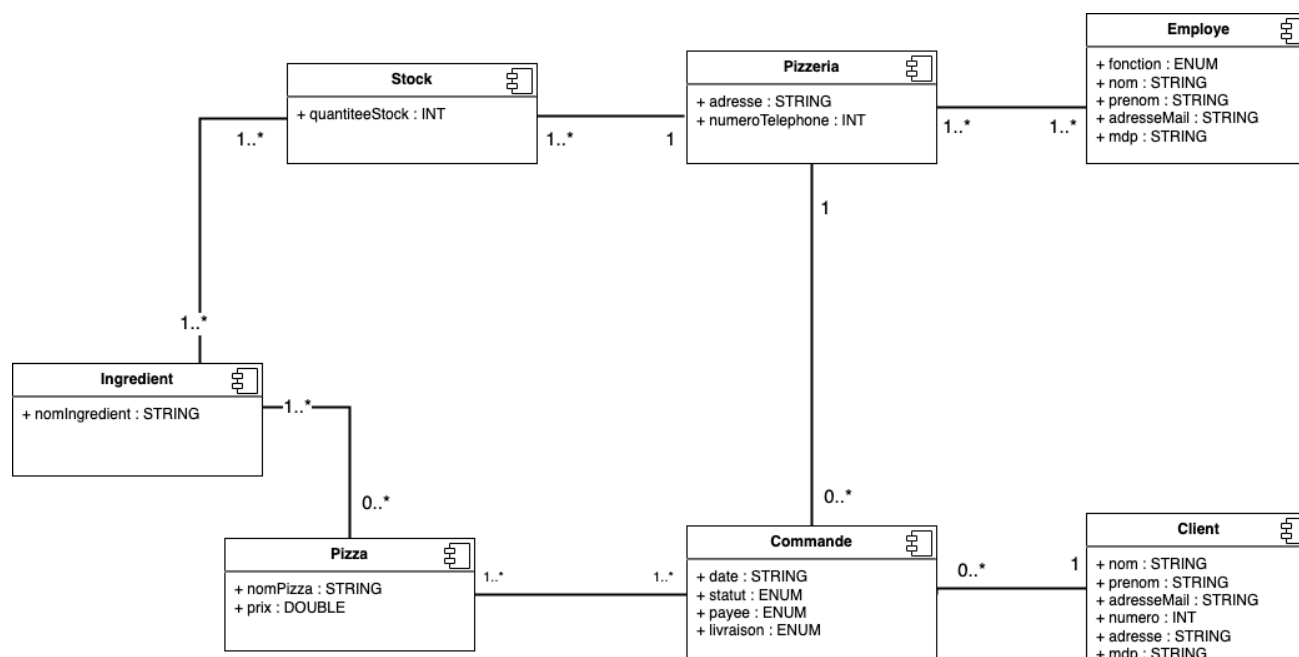 Employe
+ fonction : ENUM
+ nom : STRING
+ prenom : STRING
+ adresseMail : STRING
+ mdp : STRING
Pizzeria
+ adresse : STRING
+ numeroTelephone : INT
Stock
+ quantiteeStock : INT
1..*
1..*
1
1..*
1..*
1
1..*
Ingredient
+ nomIngredient : STRING
1..*
0..*
0..*
Pizza
+ nomPizza : STRING
+ prix : DOUBLE
1..*
1..*
Commande
+ date : STRING
+ statut : ENUM
+ payee : ENUM
+ livraison : ENUM
0..*
1
Client
+ nom : STRING
+ prenom : STRING
+ adresseMail : STRING
+ numero : INT
+ adresse : STRING
+ mdp : STRING